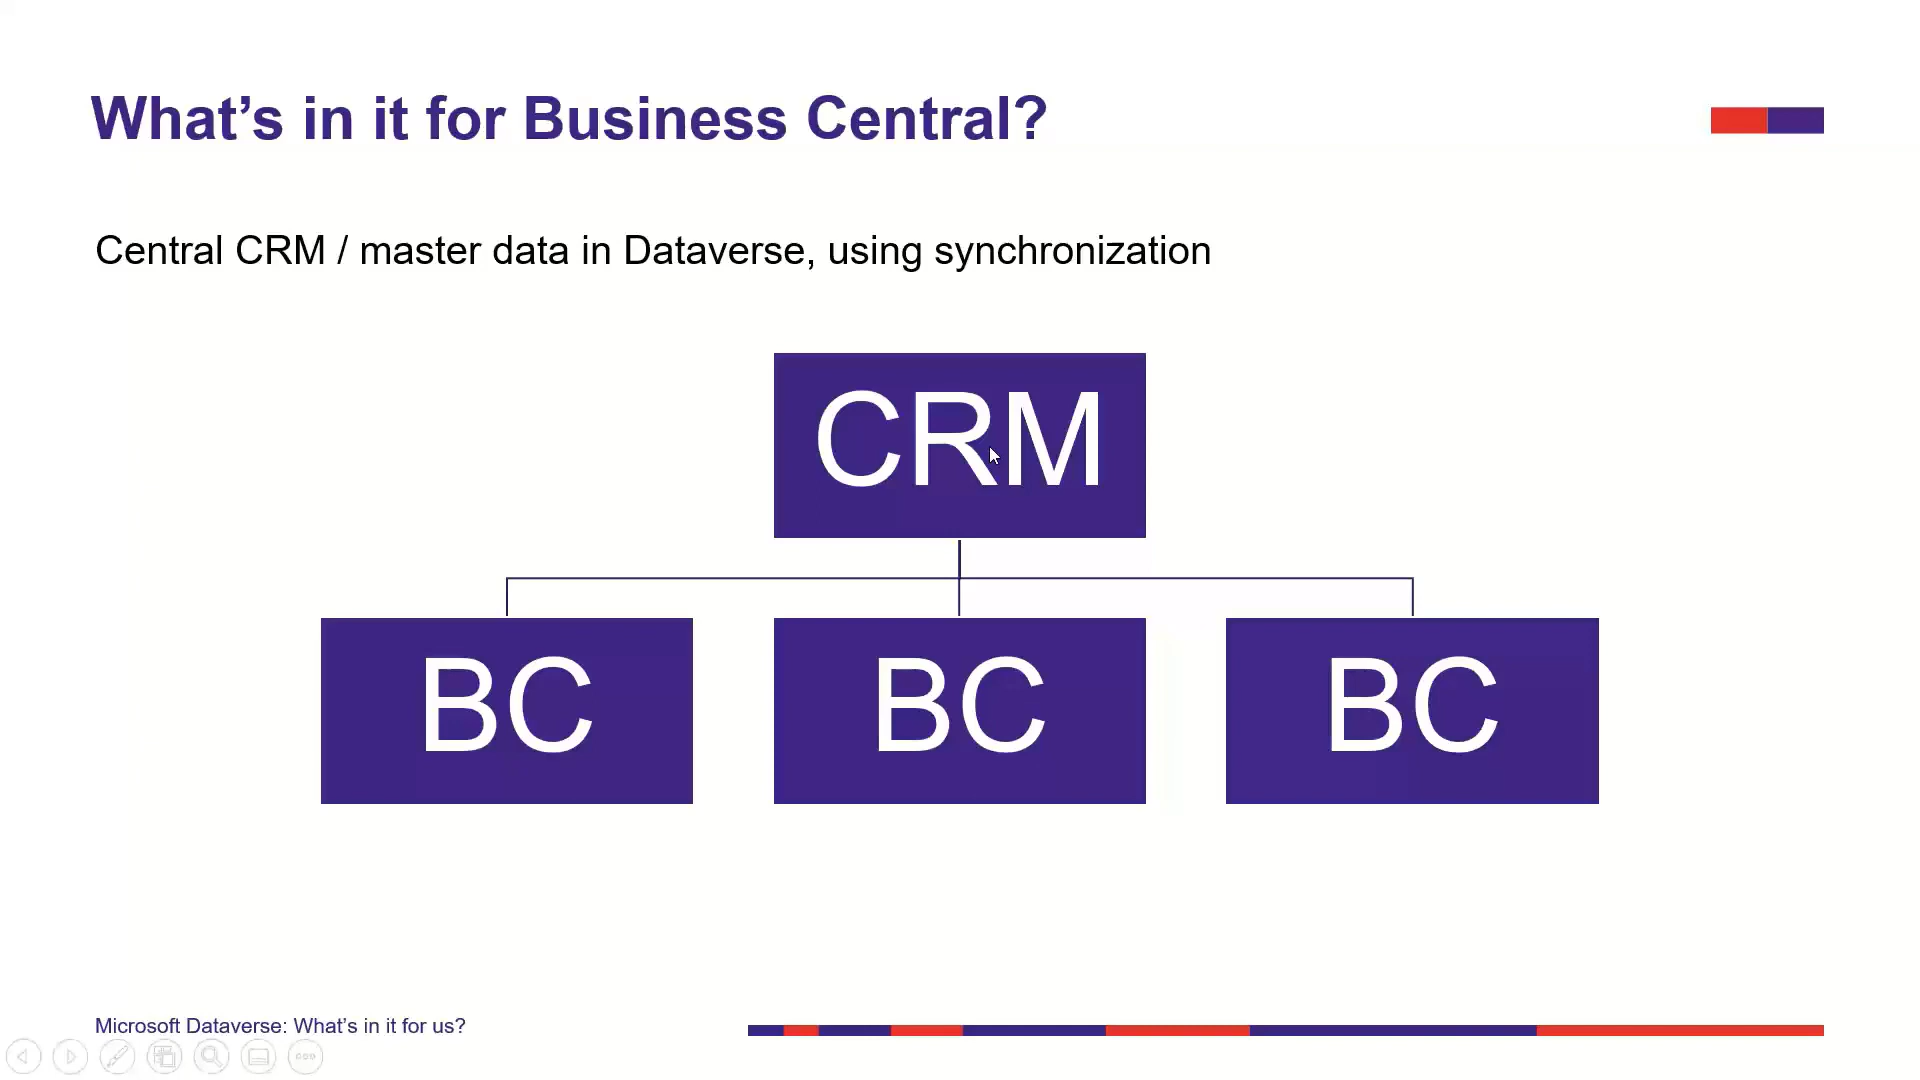 What’s in it for Business Central?
Central CRM / master data in Dataverse, using synchronization
CRM
BC
BC
BC
Microsoft Dataverse: What’s in it for us?